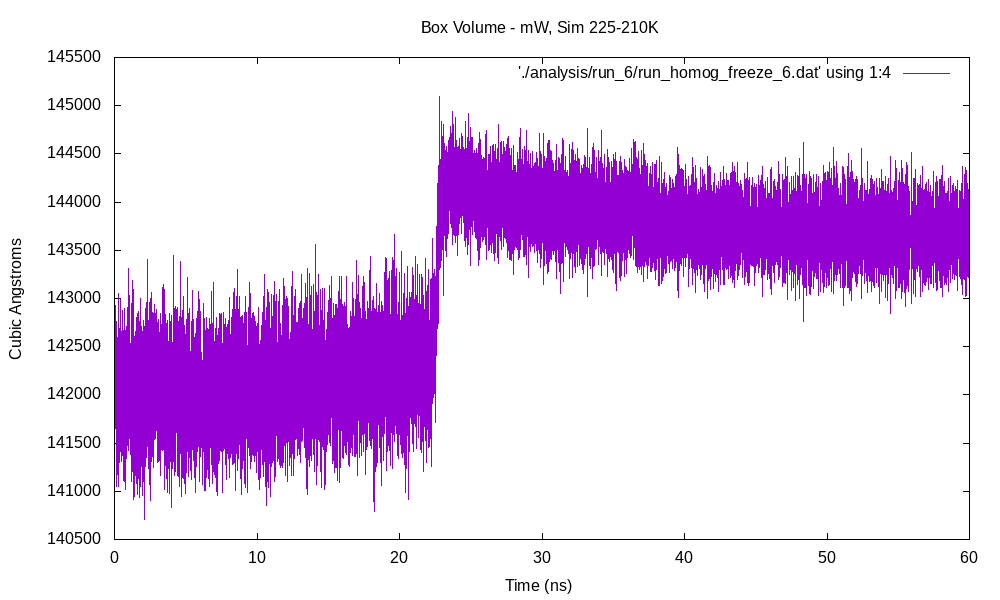 Box Volume - mW, Sim 225-210K
'./analysis/run_6/run_homog_freeze_6.dat' using 1:4
145500
145000
144500
144000
143500
143000
142500
142000
141500
141000
140500
Cubic Angstroms
0 10 20 30 40 50 60
Time (ns)